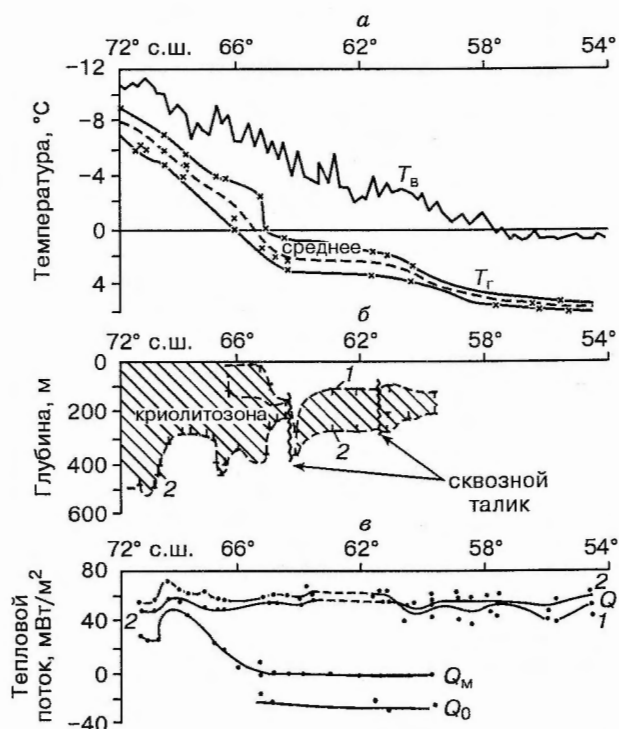 а
72° с.ш. 66° 62° 58° 54°
−12
−8
−4
0
4
Температура, °С
Tв
среднее
Tг
б
72° с.ш. 66° 62° 58° 54°
0
200
400
600
Глубина, м
криолитозона
1
2
2
сквозной
талик
в
72° с.ш. 66° 62° 58° 54°
80
40
0
−40
Тепловой
поток, мВт/м²
2
2
Q
1
Qм
Q0